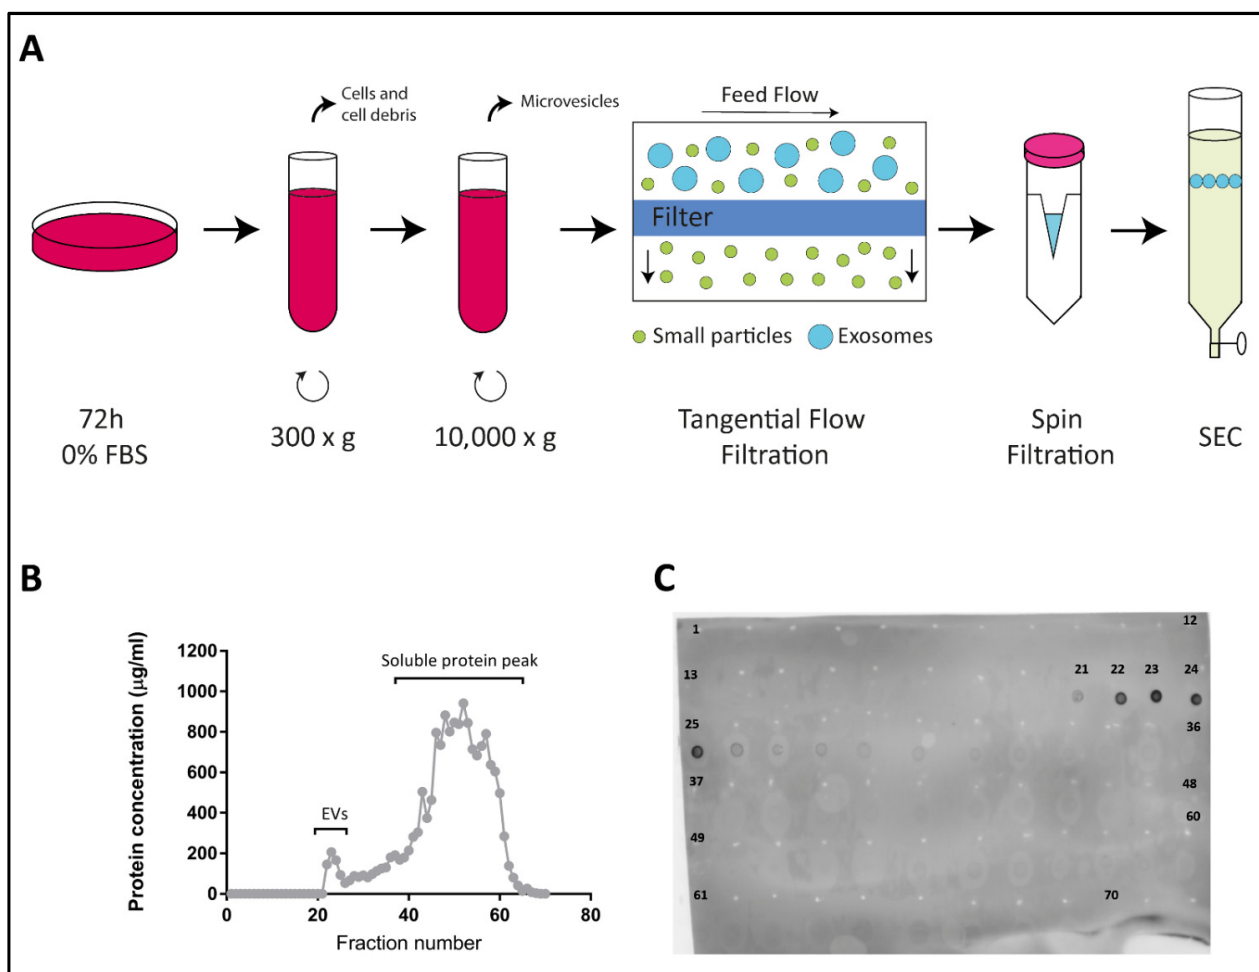 A
Cells and
cell debris
Microvesicles
Feed Flow
Filter
Small particles
Exosomes
72h
0% FBS
300 x g
10,000 x g
Tangential Flow
Filtration
Spin
Filtration
SEC
B
Protein concentration (µg/ml)
1200
1000
800
600
400
200
0
Soluble protein peak
EVs
0
20
40
60
80
Fraction number
C
1
12
13
21
22
23
24
25
36
37
48
60
49
61
70